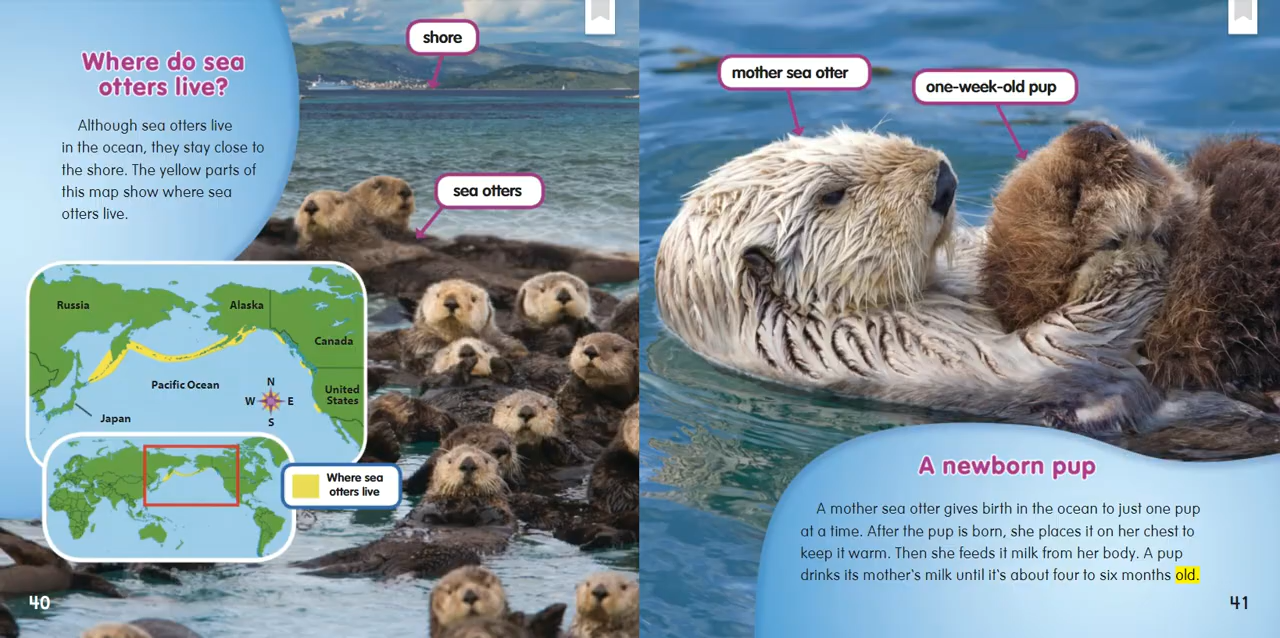 Where do sea
otters live?
Although sea otters live
in the ocean, they stay close to
the shore. The yellow parts of
this map show where sea
otters live.
shore
sea otters
Russia
Alaska
Canada
Pacific Ocean
United
States
Japan
N
W
E
S
Where sea
otters live
40
mother sea otter
one-week-old pup
A newborn pup
A mother sea otter gives birth in the ocean to just one pup
at a time. After the pup is born, she places it on her chest to
keep it warm. Then she feeds it milk from her body. A pup
drinks its mother's milk until it's about four to six months old.
41